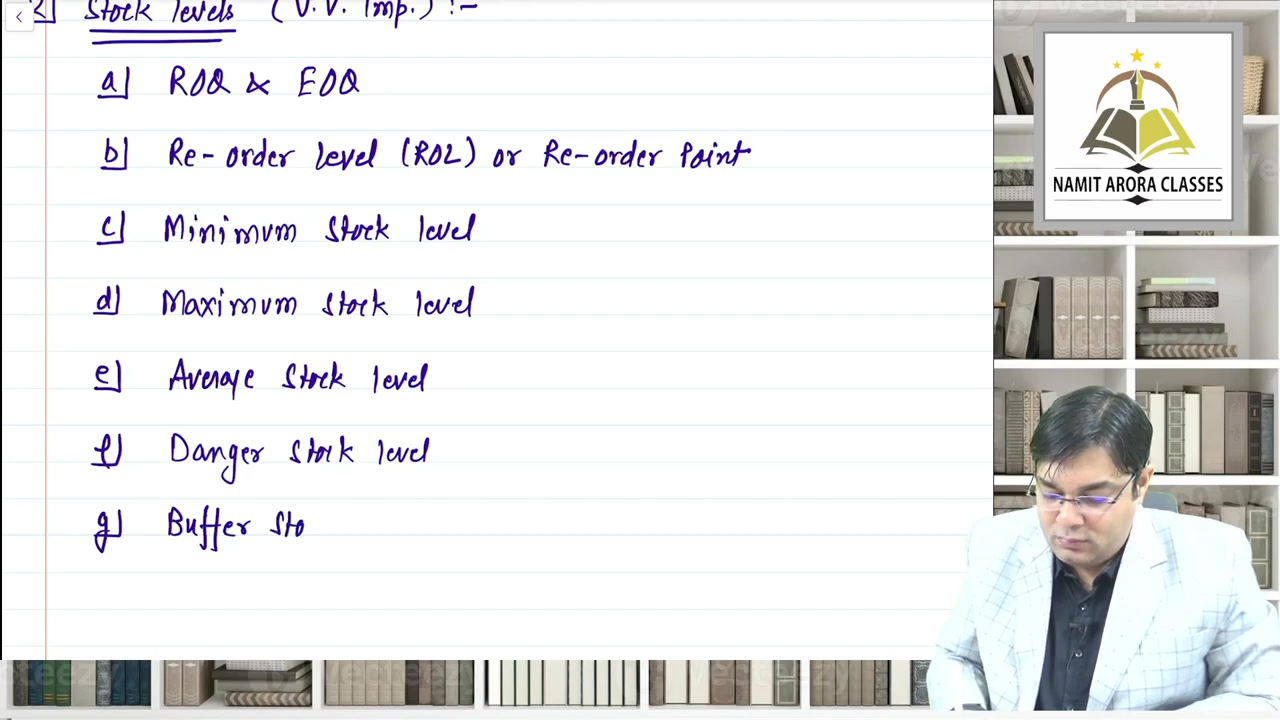 2] Stock levels (V.V. Imp.) :-
a] ROQ & EOQ
b] Re-order level (ROL) or Re-order Point
c] Minimum Stock level
d] Maximum Stock level
e] Average Stock level
f] Danger Stock level
g] Buffer Sto
NAMIT ARORA CLASSES